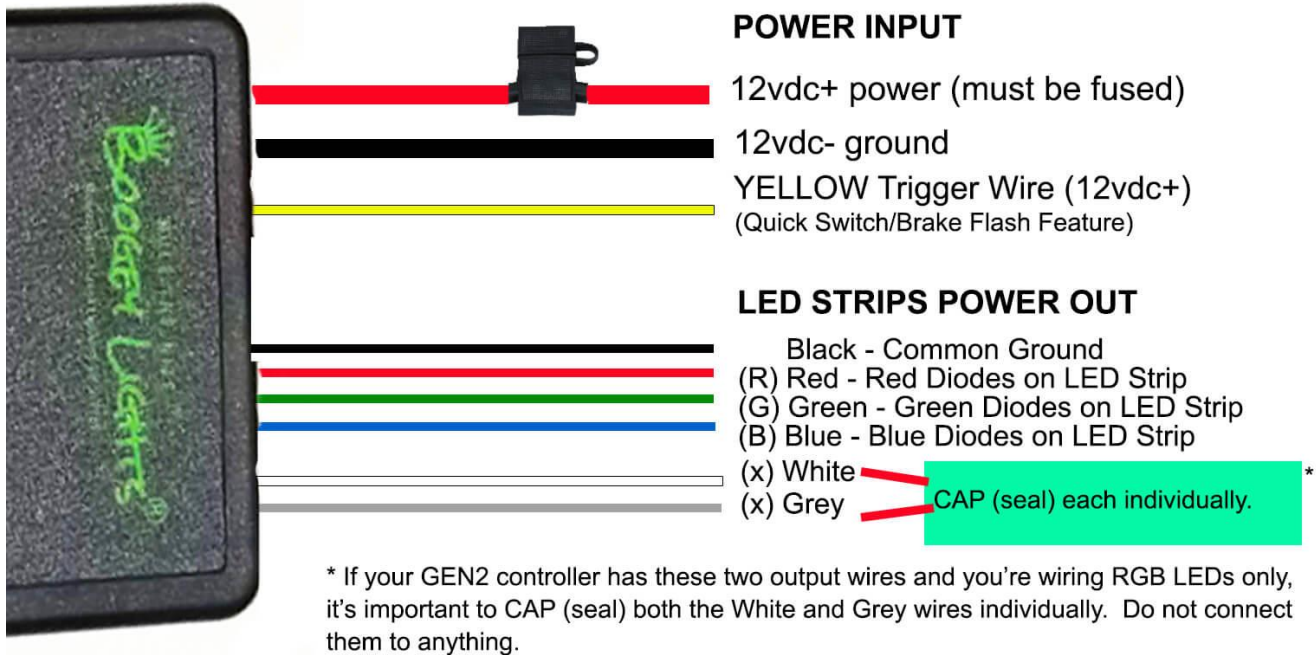 POWER INPUT
12vdc+ power (must be fused)
12vdc- ground
YELLOW Trigger Wire (12vdc+)
(Quick Switch/Brake Flash Feature)
LED STRIPS POWER OUT
Black - Common Ground
(R) Red - Red Diodes on LED Strip
(G) Green - Green Diodes on LED Strip
(B) Blue - Blue Diodes on LED Strip
(x) White
(x) Grey
CAP (seal) each individually.
*
* If your GEN2 controller has these two output wires and you're wiring RGB LEDs only,
it's important to CAP (seal) both the White and Grey wires individually.  Do not connect
them to anything.
BOOGEY LIGHTS®